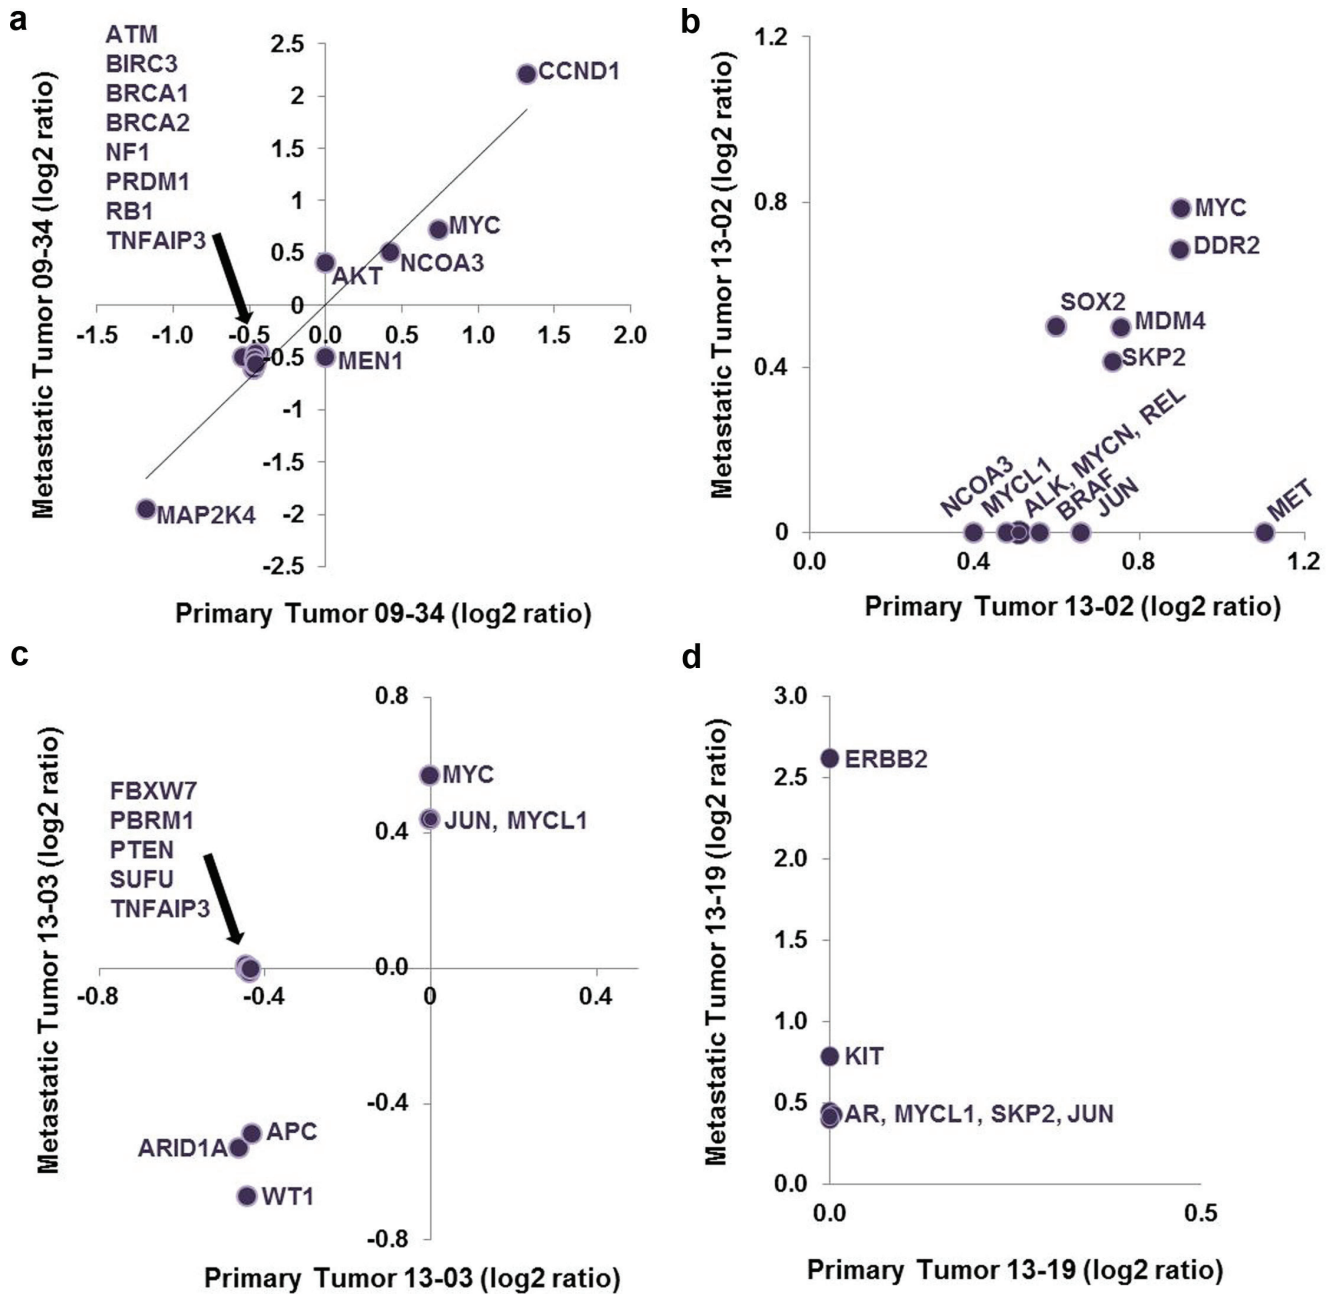 a
ATM
BIRC3
BRCA1
BRCA2
NF1
PRDM1
RB1
TNFAIP3
Metastatic Tumor 09-34 (log2 ratio)
2.5
2
1.5
1
0.5
0
-0.5
-1
-1.5
-2
-2.5
-1.5 -1.0 -0.5 0.0 0.5 1.0 1.5 2.0
CCND1
MYC
NCOA3
AKT
MEN1
MAP2K4
Primary Tumor 09-34 (log2 ratio)
b
Metastatic Tumor 13-02 (log2 ratio)
1.2
0.8
0.4
0
0.0 0.4 0.8 1.2
MYC
DDR2
SOX2
MDM4
SKP2
NCOA3
MYCL1
ALK, MYCN, REL
BRAF
JUN
MET
Primary Tumor 13-02 (log2 ratio)
c
Metastatic Tumor 13-03 (log2 ratio)
0.8
0.4
0.0
-0.4
-0.8
-0.8 -0.4 0 0.4
FBXW7
PBRM1
PTEN
SUFU
TNFAIP3
MYC
JUN, MYCL1
APC
ARID1A
WT1
Primary Tumor 13-03 (log2 ratio)
d
Metastatic Tumor 13-19 (log2 ratio)
3.0
2.5
2.0
1.5
1.0
0.5
0.0
0.0 0.5
ERBB2
KIT
AR, MYCL1, SKP2, JUN
Primary Tumor 13-19 (log2 ratio)